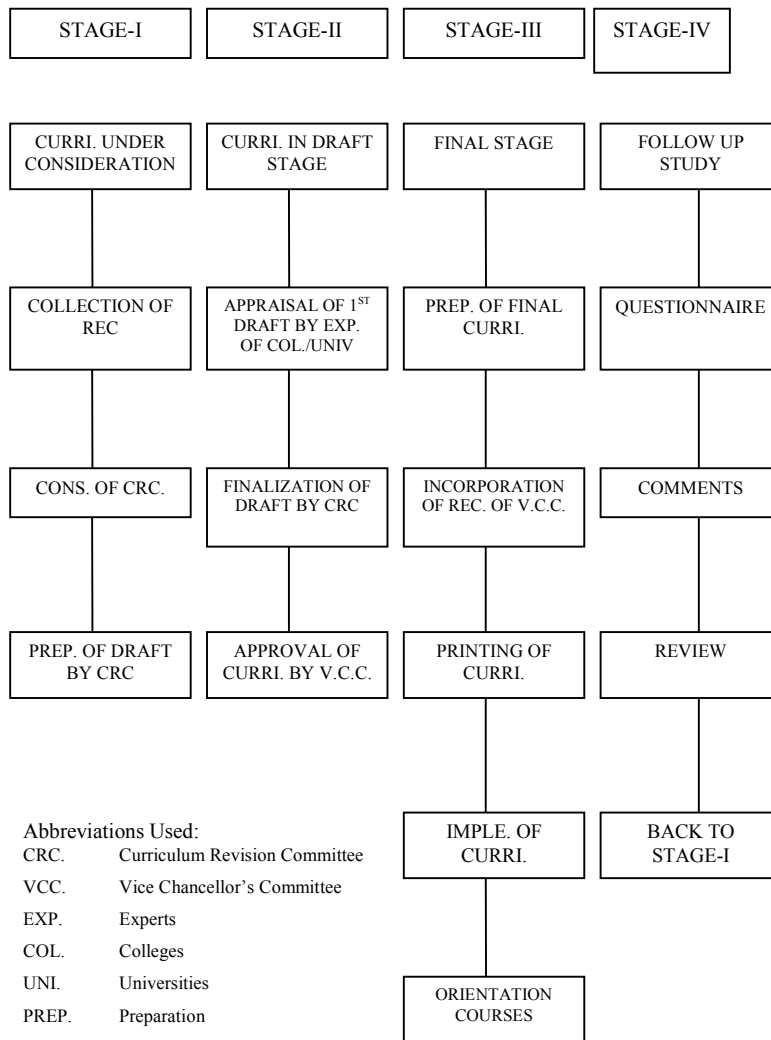 STAGE-I
STAGE-II
STAGE-III
STAGE-IV
CURRI. UNDER
CONSIDERATION
CURRI. IN DRAFT
STAGE
FINAL STAGE
FOLLOW UP
STUDY
COLLECTION OF
REC
APPRAISAL OF 1ST
DRAFT BY EXP.
OF COL./UNIV
PREP. OF FINAL
CURRI.
QUESTIONNAIRE
CONS. OF CRC.
FINALIZATION OF
DRAFT BY CRC
INCORPORATION
OF REC. OF V.C.C.
COMMENTS
PREP. OF DRAFT
BY CRC
APPROVAL OF
CURRI. BY V.C.C.
PRINTING OF
CURRI.
REVIEW
IMPLE. OF
CURRI.
BACK TO
STAGE-I
ORIENTATION
COURSES
Abbreviations Used:
CRC. Curriculum Revision Committee
VCC. Vice Chancellor’s Committee
EXP. Experts
COL. Colleges
UNI. Universities
PREP. Preparation